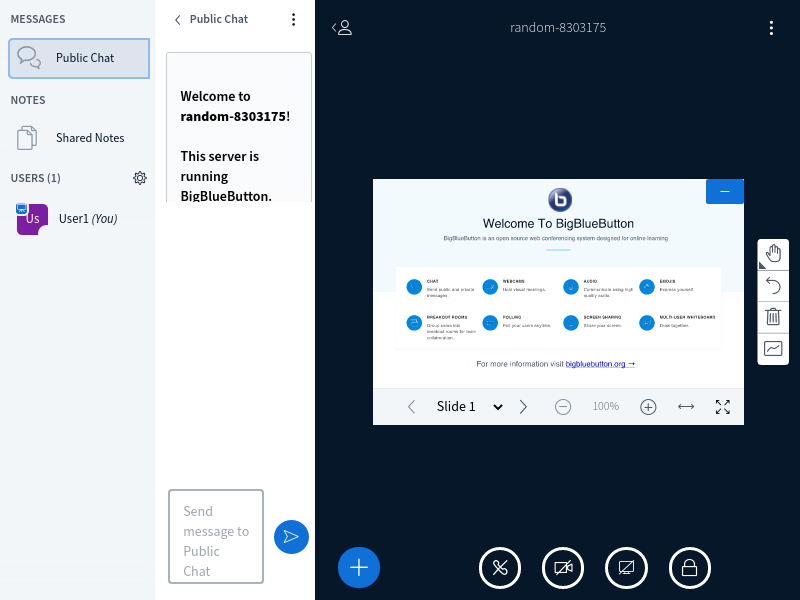 MESSAGES
Public Chat
NOTES
Shared Notes
USERS (1)
Us
User1 (You)
Public Chat
Welcome to
random-8303175!
This server is
running
BigBlueButton.
Send
message to
Public
Chat
random-8303175
b
Welcome To BigBlueButton
BigBlueButton is an open source web conferencing system designed for online learning
CHAT
Send public and private
messages.
WEBCAMS
Hold visual meetings.
AUDIO
Communicate using high
quality audio.
EMOJIS
Express yourself.
BREAKOUT ROOMS
Group users into
breakout rooms for team
collaboration.
POLLING
Poll your users anytime.
SCREEN SHARING
Share your screen.
MULTI-USER WHITEBOARD
Draw together.
For more information visit bigbluebutton.org →
Slide 1
100%